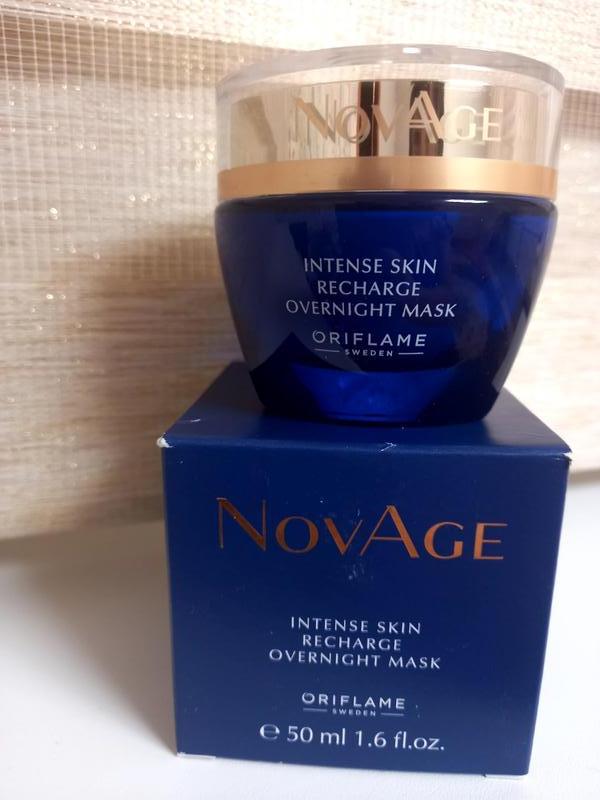 NOVAGE
INTENSE SKIN
RECHARGE
OVERNIGHT MASK
ORIFLAME
SWEDEN
NOVAGE
INTENSE SKIN
RECHARGE
OVERNIGHT MASK
ORIFLAME
SWEDEN
℮ 50 ml 1.6 fl.oz.